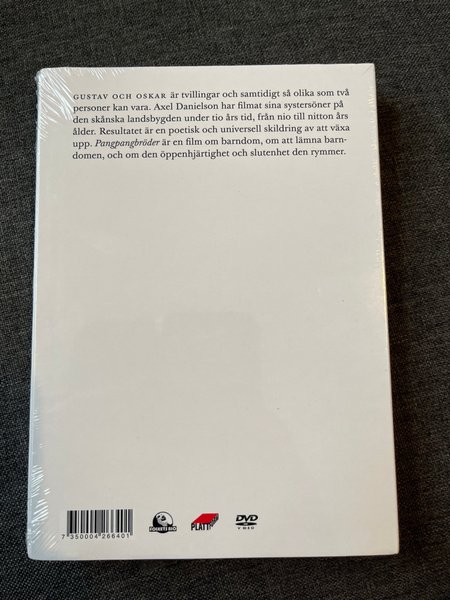 GUSTAV OCH OSKAR är tvillingar och samtidigt så olika som två
personer kan vara. Axel Danielson har filmat sina systersöner på
den skånska landsbygden under tio års tid, från nio till nitton års
ålder. Resultatet är en poetisk och universell skildring av att växa
upp. Pangpangbröder är en film om barndom, om att lämna barn-
domen, och om den öppenhjärtighet och slutenhet den rymmer.
7 350004 266401
FOLKETS BIO
PLATTFORM
DVD
VIDEO